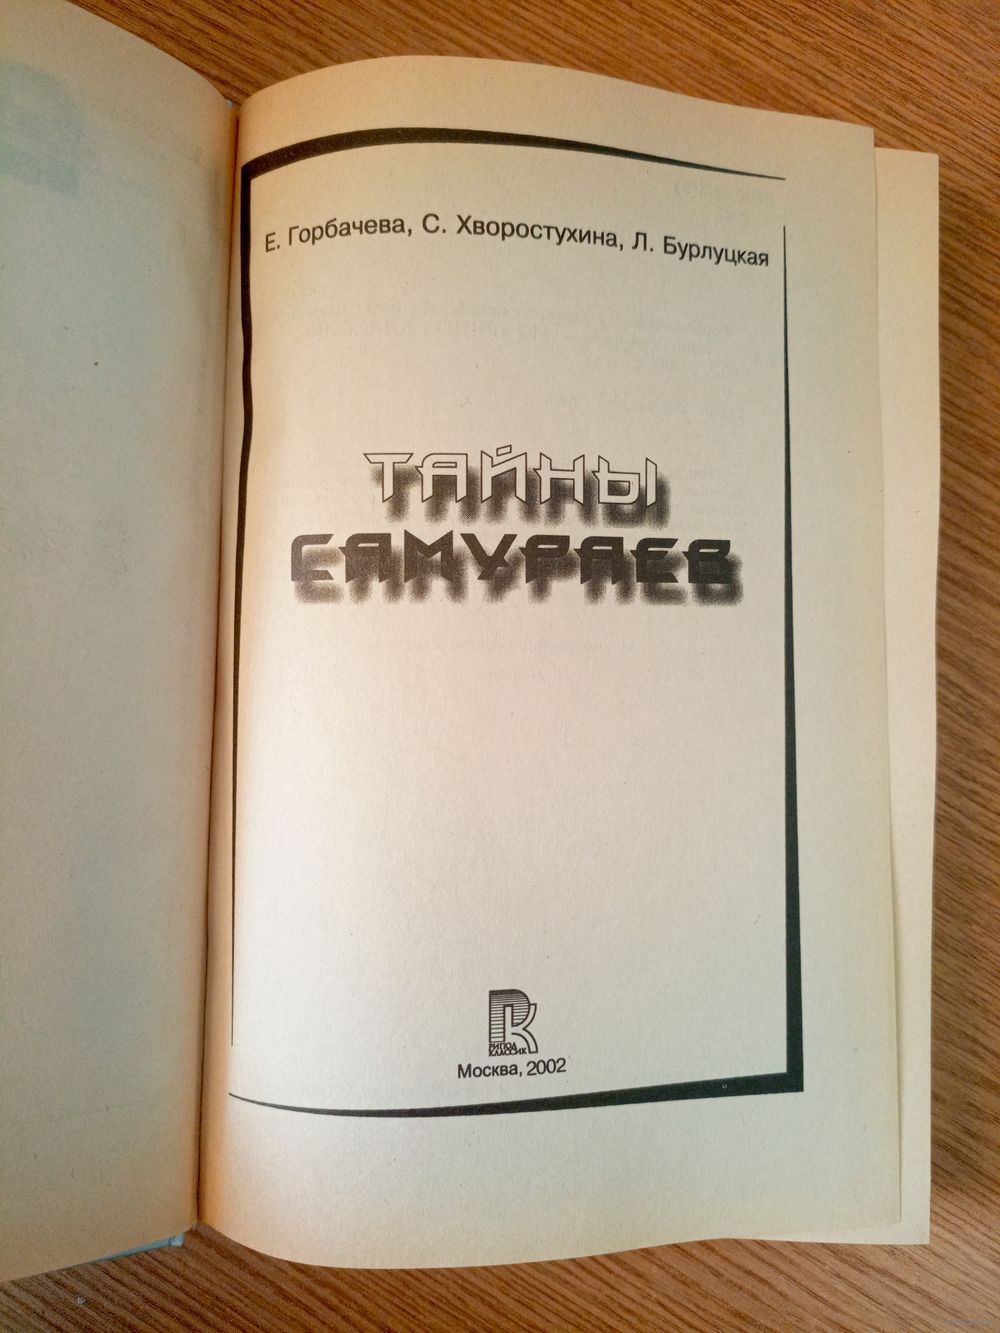 Е. Горбачева, С. Хворостухина, Л. Бурлуцкая
ТАЙНЫ
САМУРАЕВ
РИПОЛ
КЛАССИК
Москва, 2002